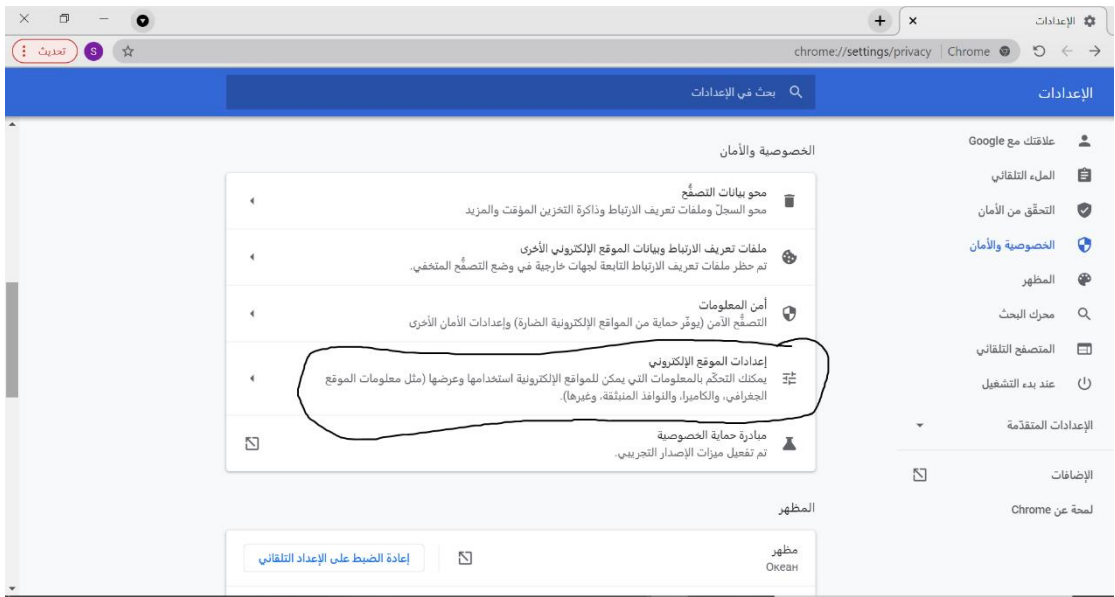 الإعدادات
chrome://settings/privacy | Chrome
S
تحديث
الإعدادات
بحث في الإعدادات
علاقتك مع Google
الملء التلقائي
التحقّق من الأمان
الخصوصية والأمان
المظهر
محرك البحث
المتصفح التلقائي
عند بدء التشغيل
الإعدادات المتقدّمة
الإضافات
لمحة عن Chrome
الخصوصية والأمان
محو بيانات التصفُّح
محو السجلّ وملفات تعريف الارتباط وذاكرة التخزين المؤقت والمزيد
ملفات تعريف الارتباط وبيانات الموقع الإلكتروني الأخرى
تم حظر ملفات تعريف الارتباط التابعة لجهات خارجية في وضع التصفُّح المتخفي.
أمن المعلومات
التصفُّح الآمن (يوفّر حماية من المواقع الإلكترونية الضارة) وإعدادات الأمان الأخرى
إعدادات الموقع الإلكتروني
يمكنك التحكّم بالمعلومات التي يمكن للمواقع الإلكترونية استخدامها وعرضها (مثل معلومات الموقع
الجغرافي، والكاميرا، والنوافذ المنبثقة، وغيرها).
مبادرة حماية الخصوصية
تم تفعيل ميزات الإصدار التجريبي.
المظهر
مظهر
Океан
إعادة الضبط على الإعداد التلقائي